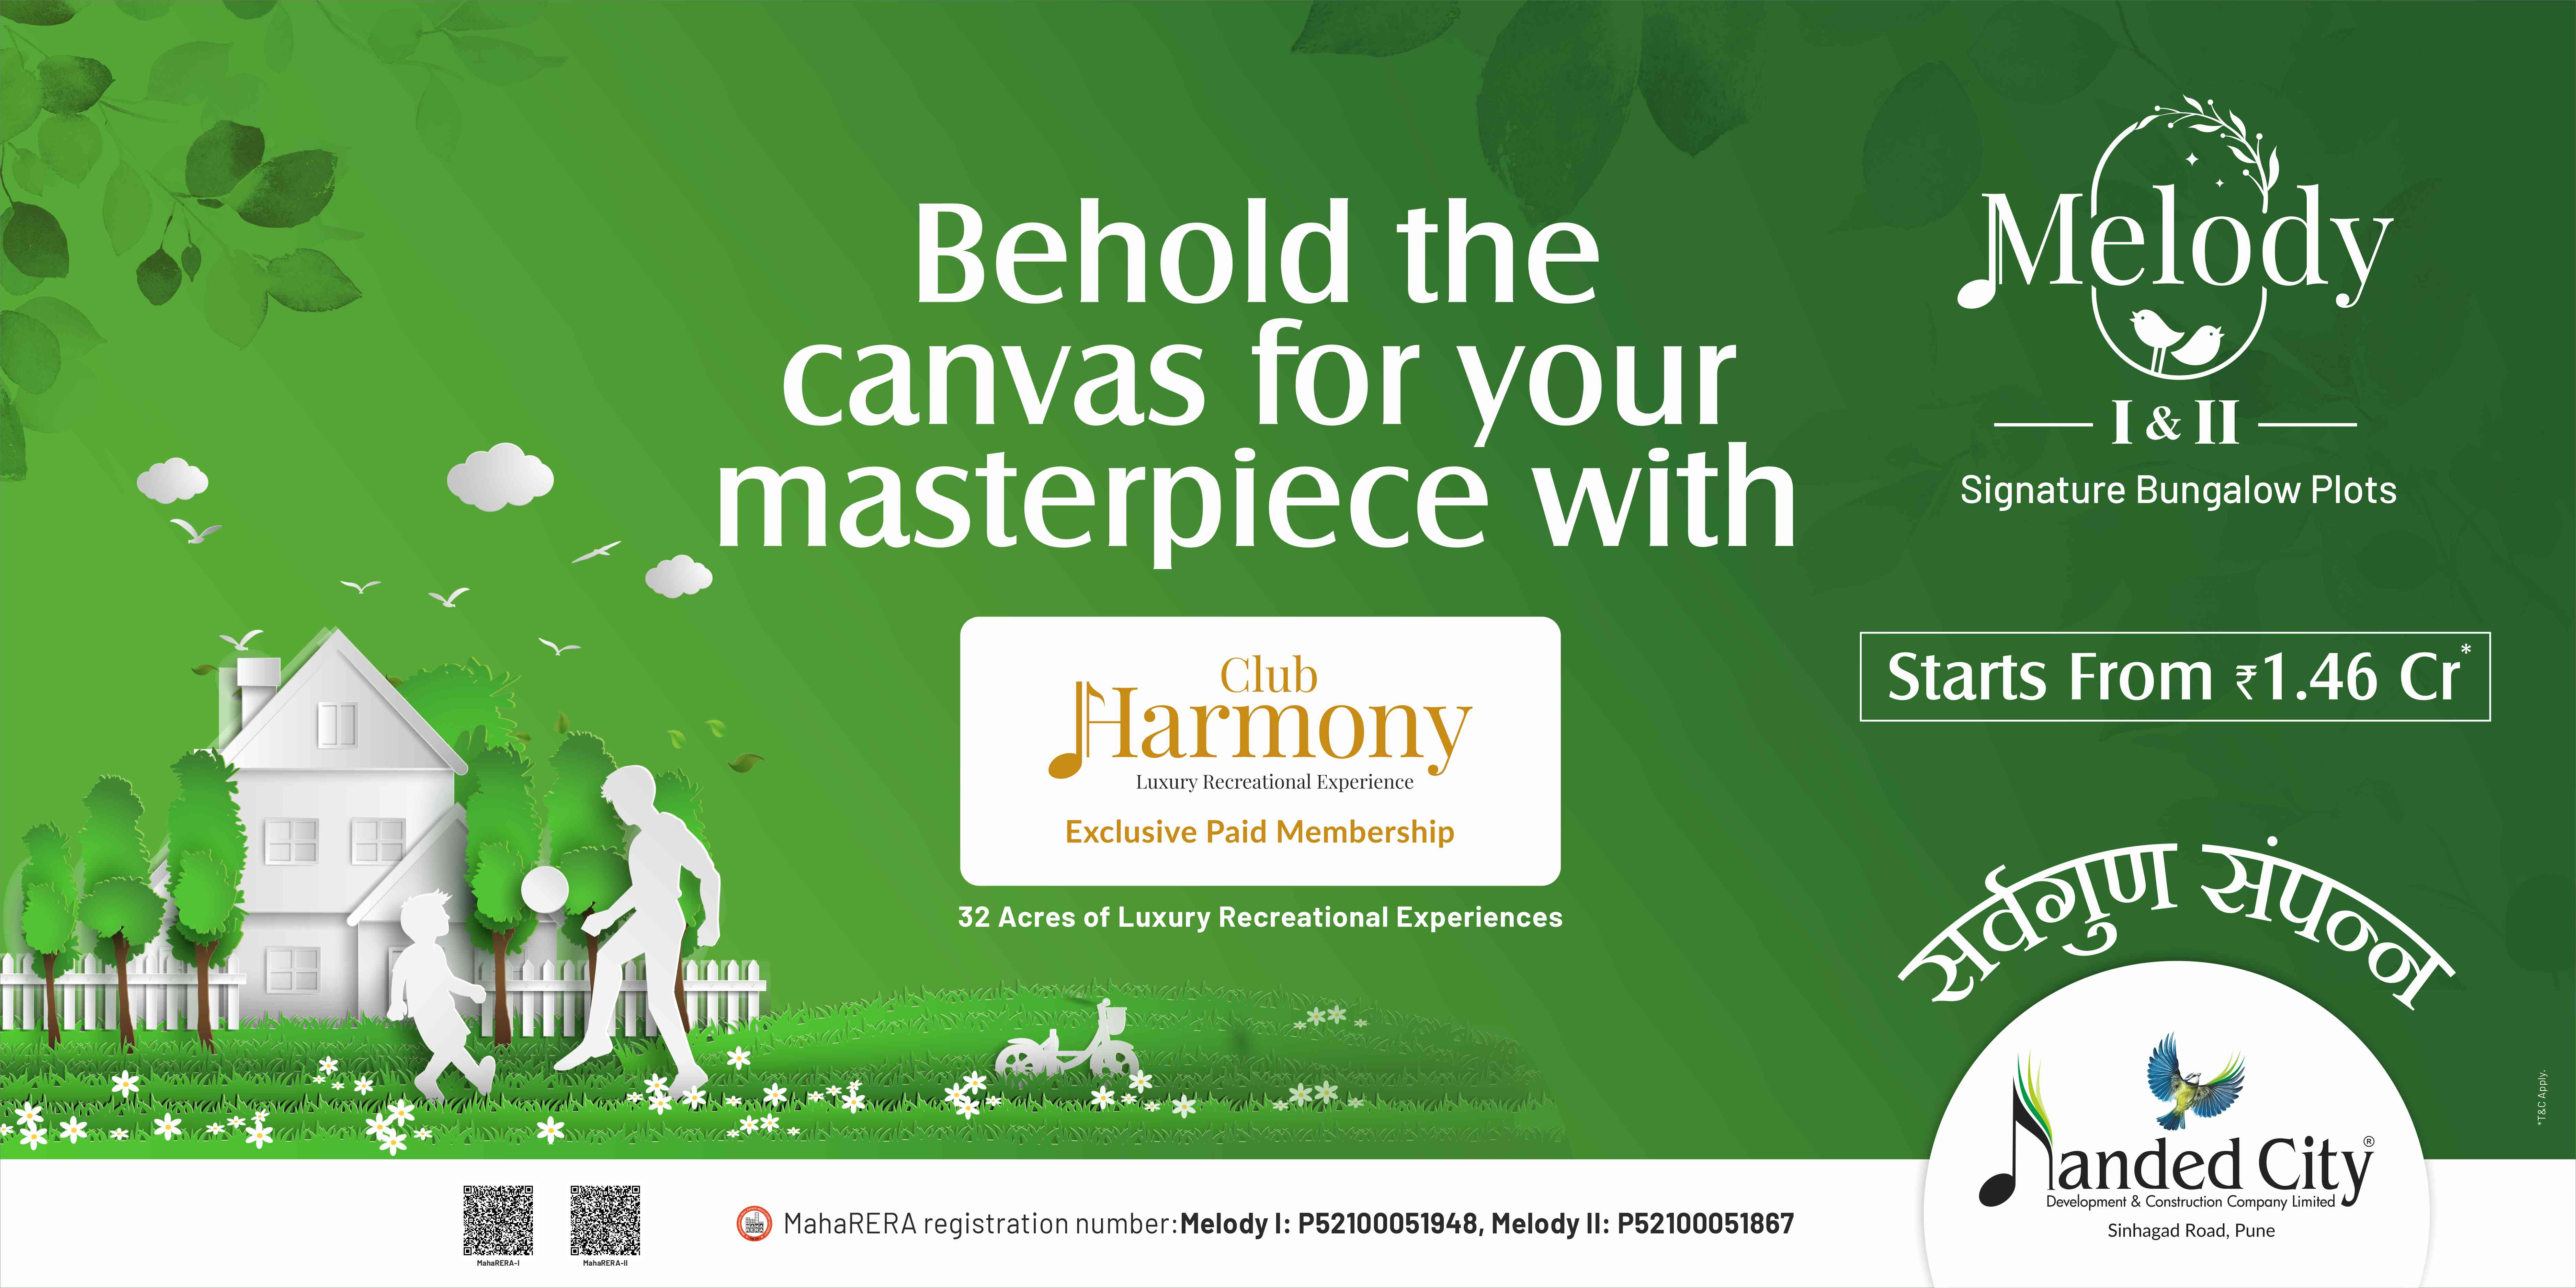 Behold the
canvas for your
masterpiece with
Club
Harmony
Luxury Recreational Experience
Exclusive Paid Membership
32 Acres of Luxury Recreational Experiences
Melody
I & II
Signature Bungalow Plots
Starts From ₹1.46 Cr*
सर्वगुण संपन्न
Nanded City®
Development & Construction Company Limited
Sinhagad Road, Pune
*T&C Apply.
MahaRERA-I
MahaRERA-II
MahaRERA registration number:Melody I: P52100051948, Melody II: P52100051867